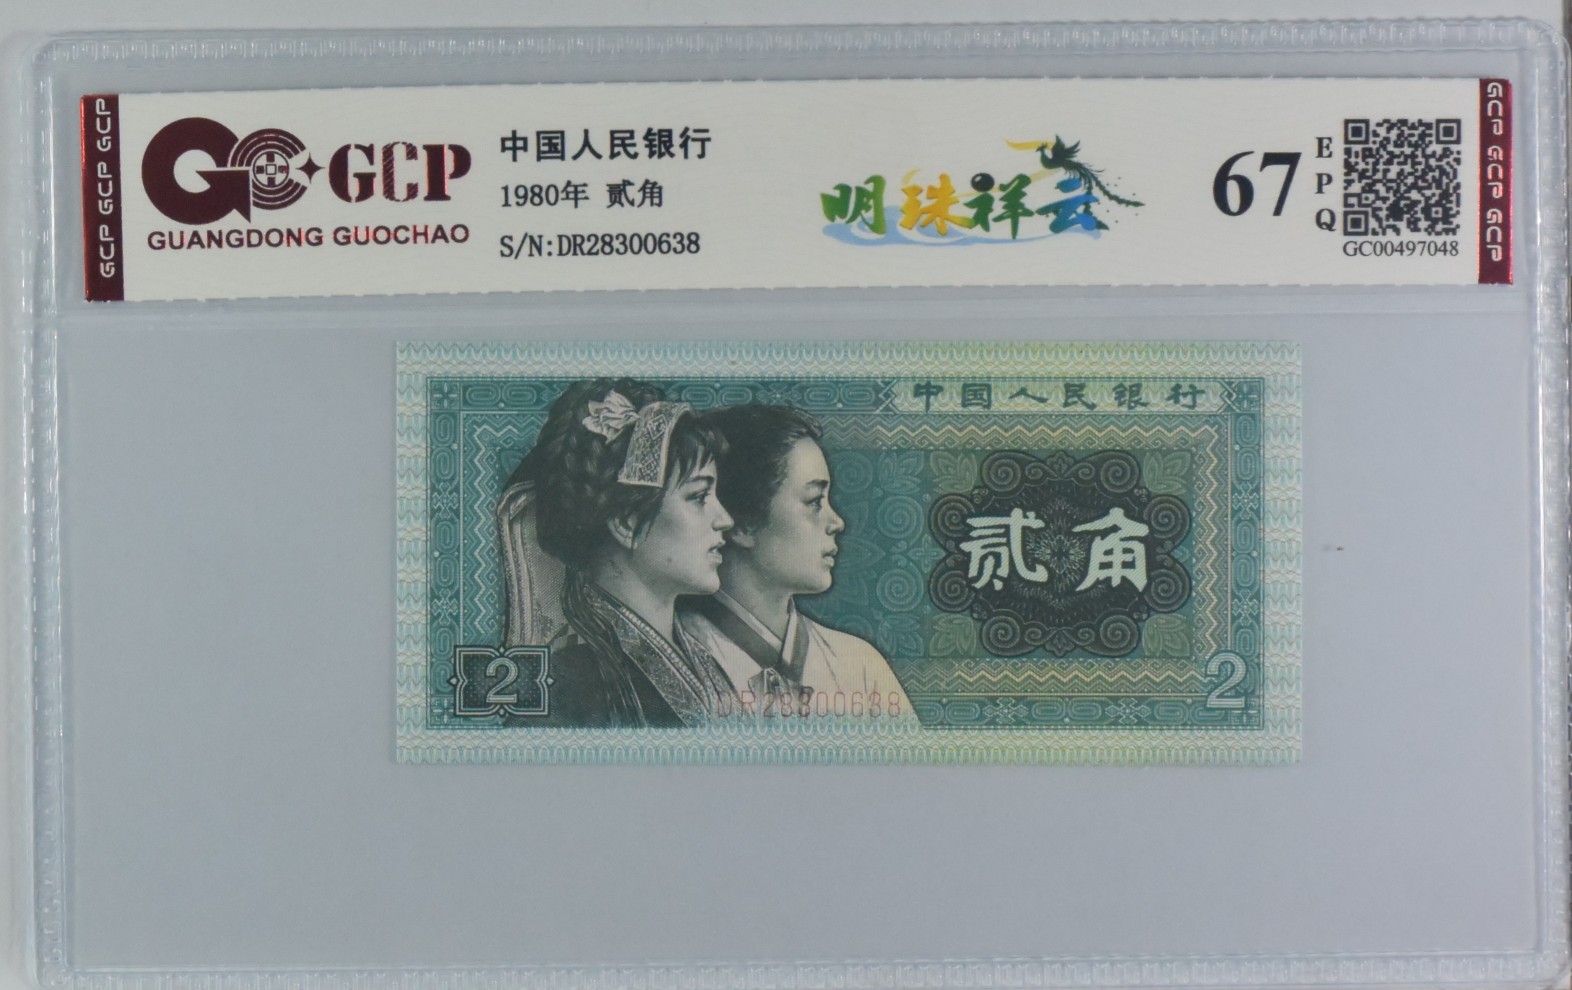 GCP GCP GCP
GCP
GUANGDONG GUOCHAO
中国人民银行
1980年 贰角
S/N:DR28300638
明珠祥云
67
EPQ
GC00497048
GCP GCP GCP
中国人民银行
贰角
2
DR28300638
2